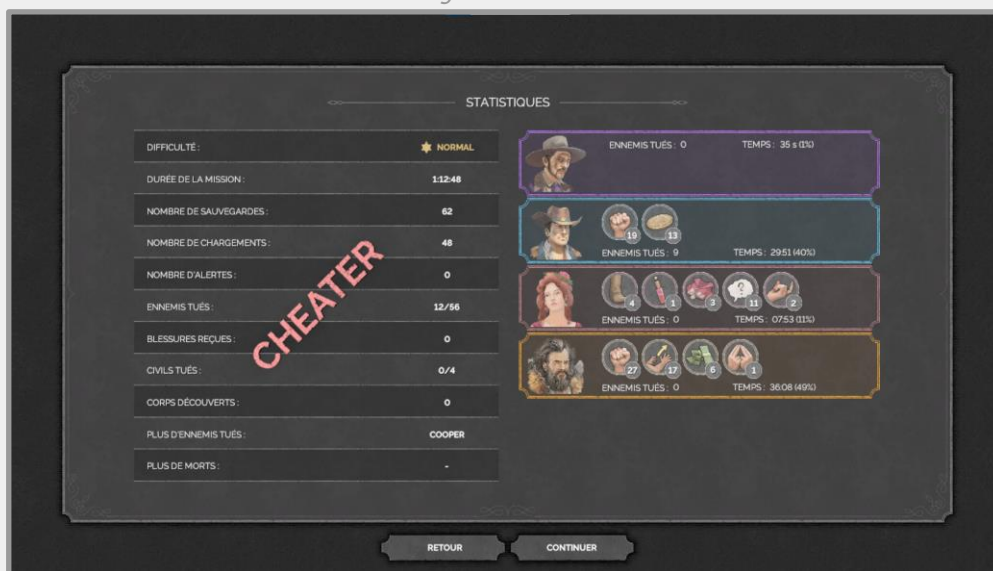 STATISTIQUES
DIFFICULTÉ : NORMAL
DURÉE DE LA MISSION : 1:12:48
NOMBRE DE SAUVEGARDES : 62
NOMBRE DE CHARGEMENTS : 48
NOMBRE D'ALERTES : 0
ENNEMIS TUÉS : 12/56
BLESSURES REÇUES : 0
CIVILS TUÉS : 0/4
CORPS DÉCOUVERTS : 0
PLUS D'ENNEMIS TUÉS : COOPER
PLUS DE MORTS : -
CHEATER
ENNEMIS TUÉS : 0 TEMPS : 35 s (1%)
19 13
ENNEMIS TUÉS : 9 TEMPS : 29:51 (40%)
4 1 3 ? 11 2
ENNEMIS TUÉS : 0 TEMPS : 07:53 (11%)
27 17 6 1
ENNEMIS TUÉS : 0 TEMPS : 36:08 (49%)
RETOUR CONTINUER